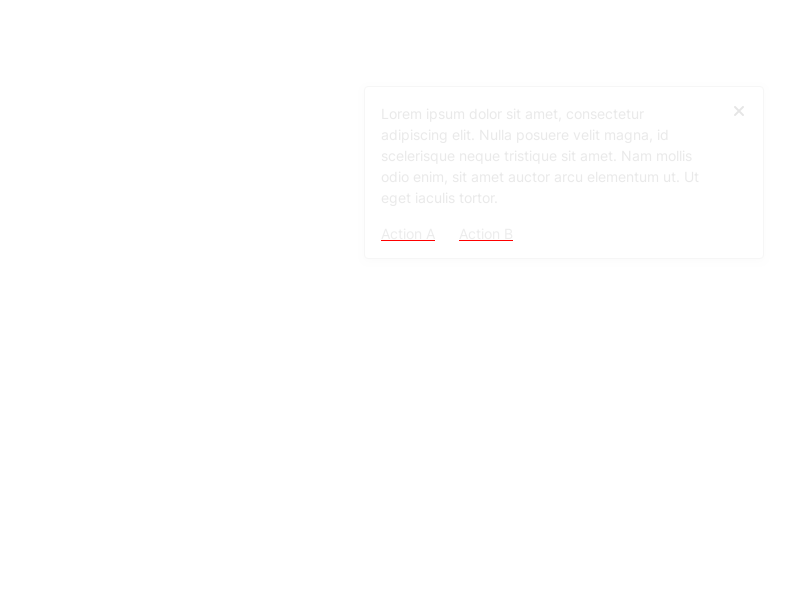 Lorem ipsum dolor sit amet, consectetur
adipiscing elit. Nulla posuere velit magna, id
scelerisque neque tristique sit amet. Nam mollis
odio enim, sit amet auctor arcu elementum ut. Ut
eget iaculis tortor.
Action A Action B